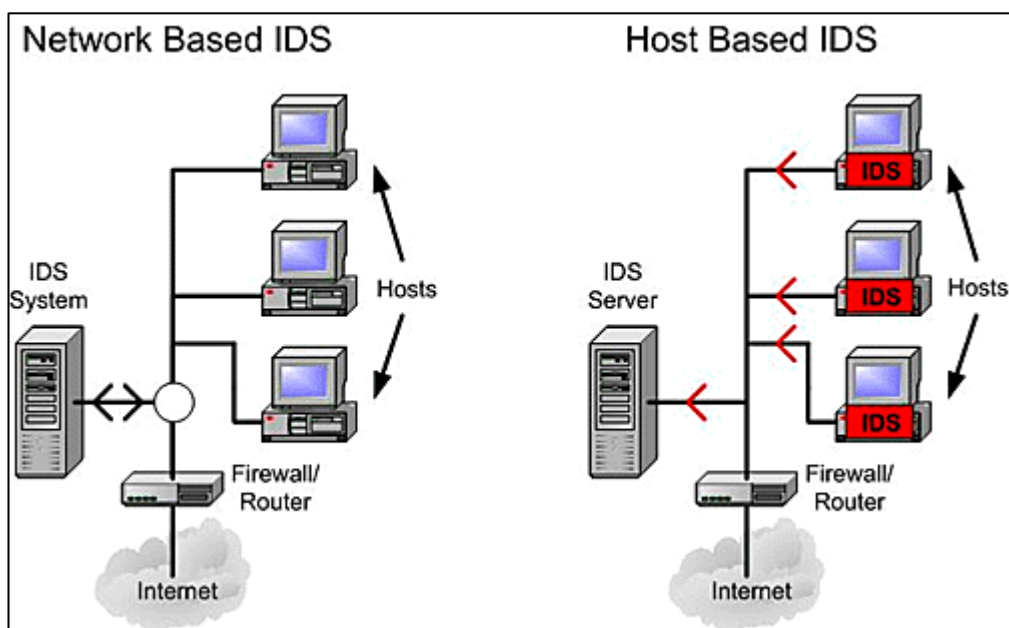 Network Based IDS
IDS
System
Hosts
Firewall/
Router
Internet
Host Based IDS
IDS
IDS
Server
IDS
Hosts
IDS
Firewall/
Router
Internet